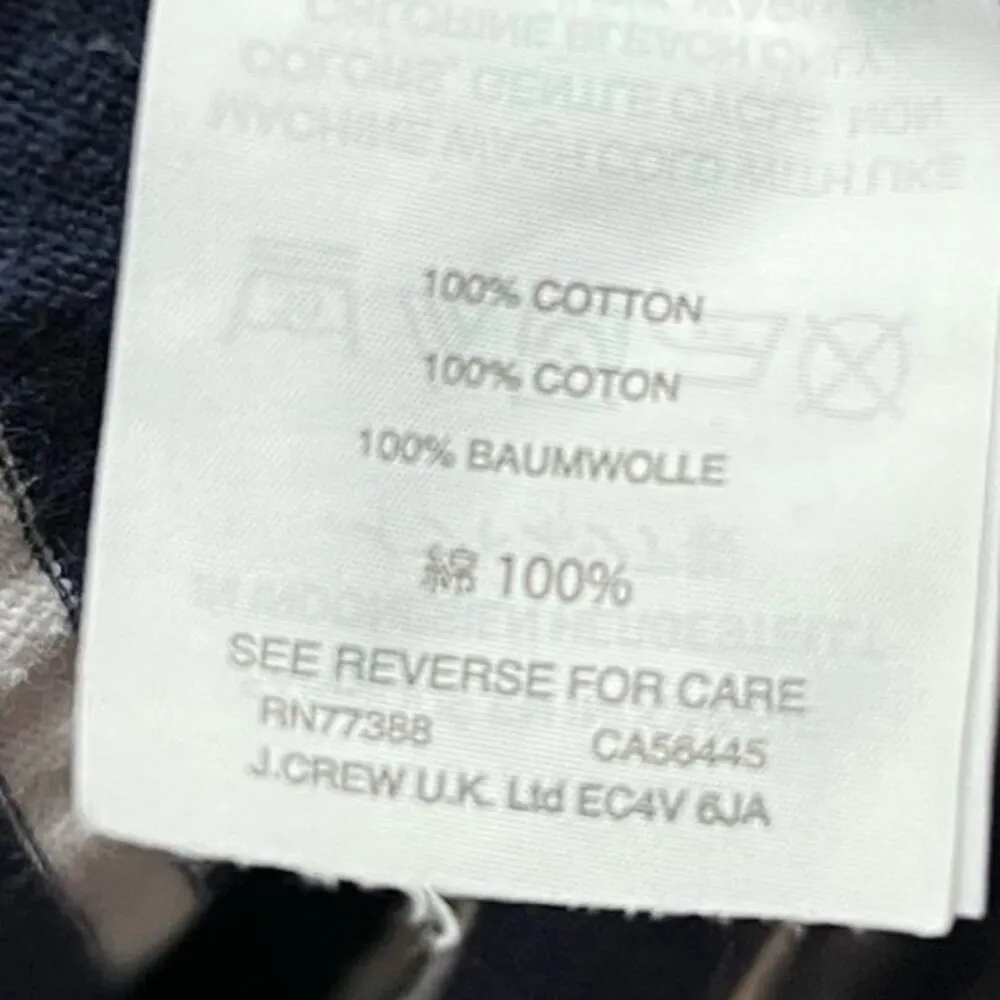 100% COTTON
100% COTON
100% BAUMWOLLE
綿 100%
SEE REVERSE FOR CARE
RN77388 CA56445
J.CREW U.K. Ltd EC4V 6JA